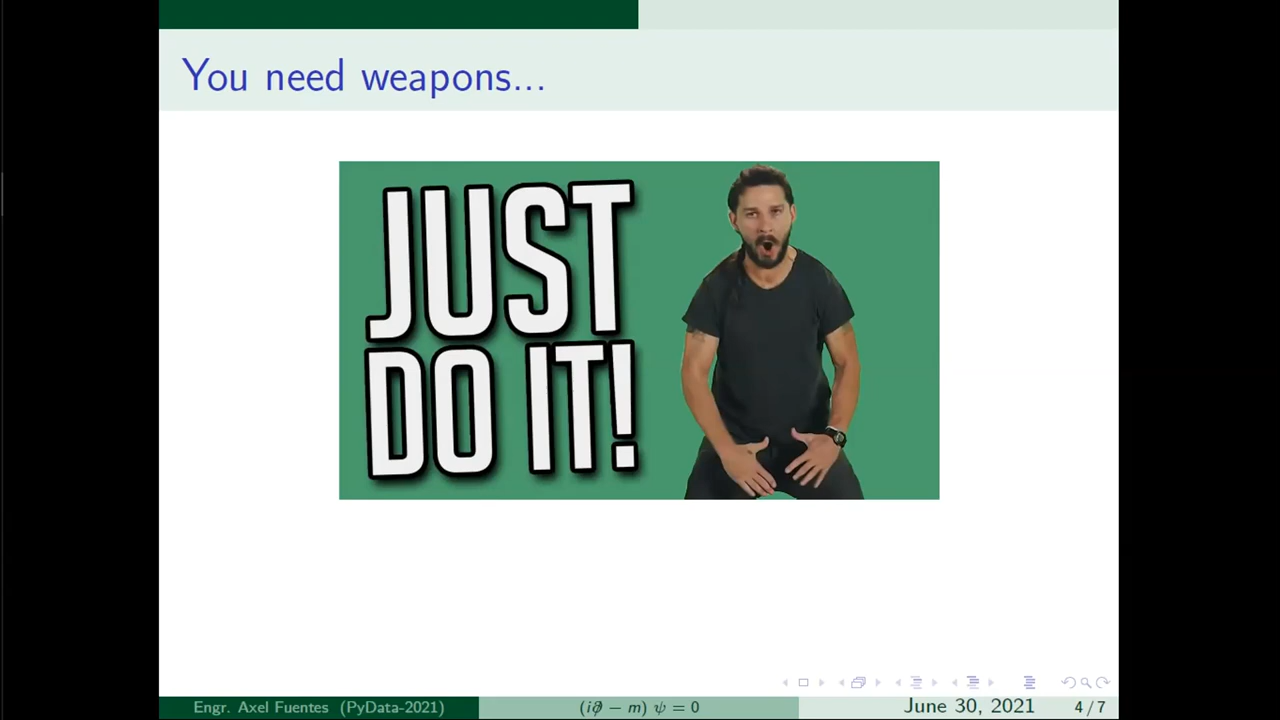 You need weapons...
JUST
DO IT!
Engr. Axel Fuentes (PyData-2021)
(i∂̸ − m) ψ = 0
June 30, 2021
4 / 7